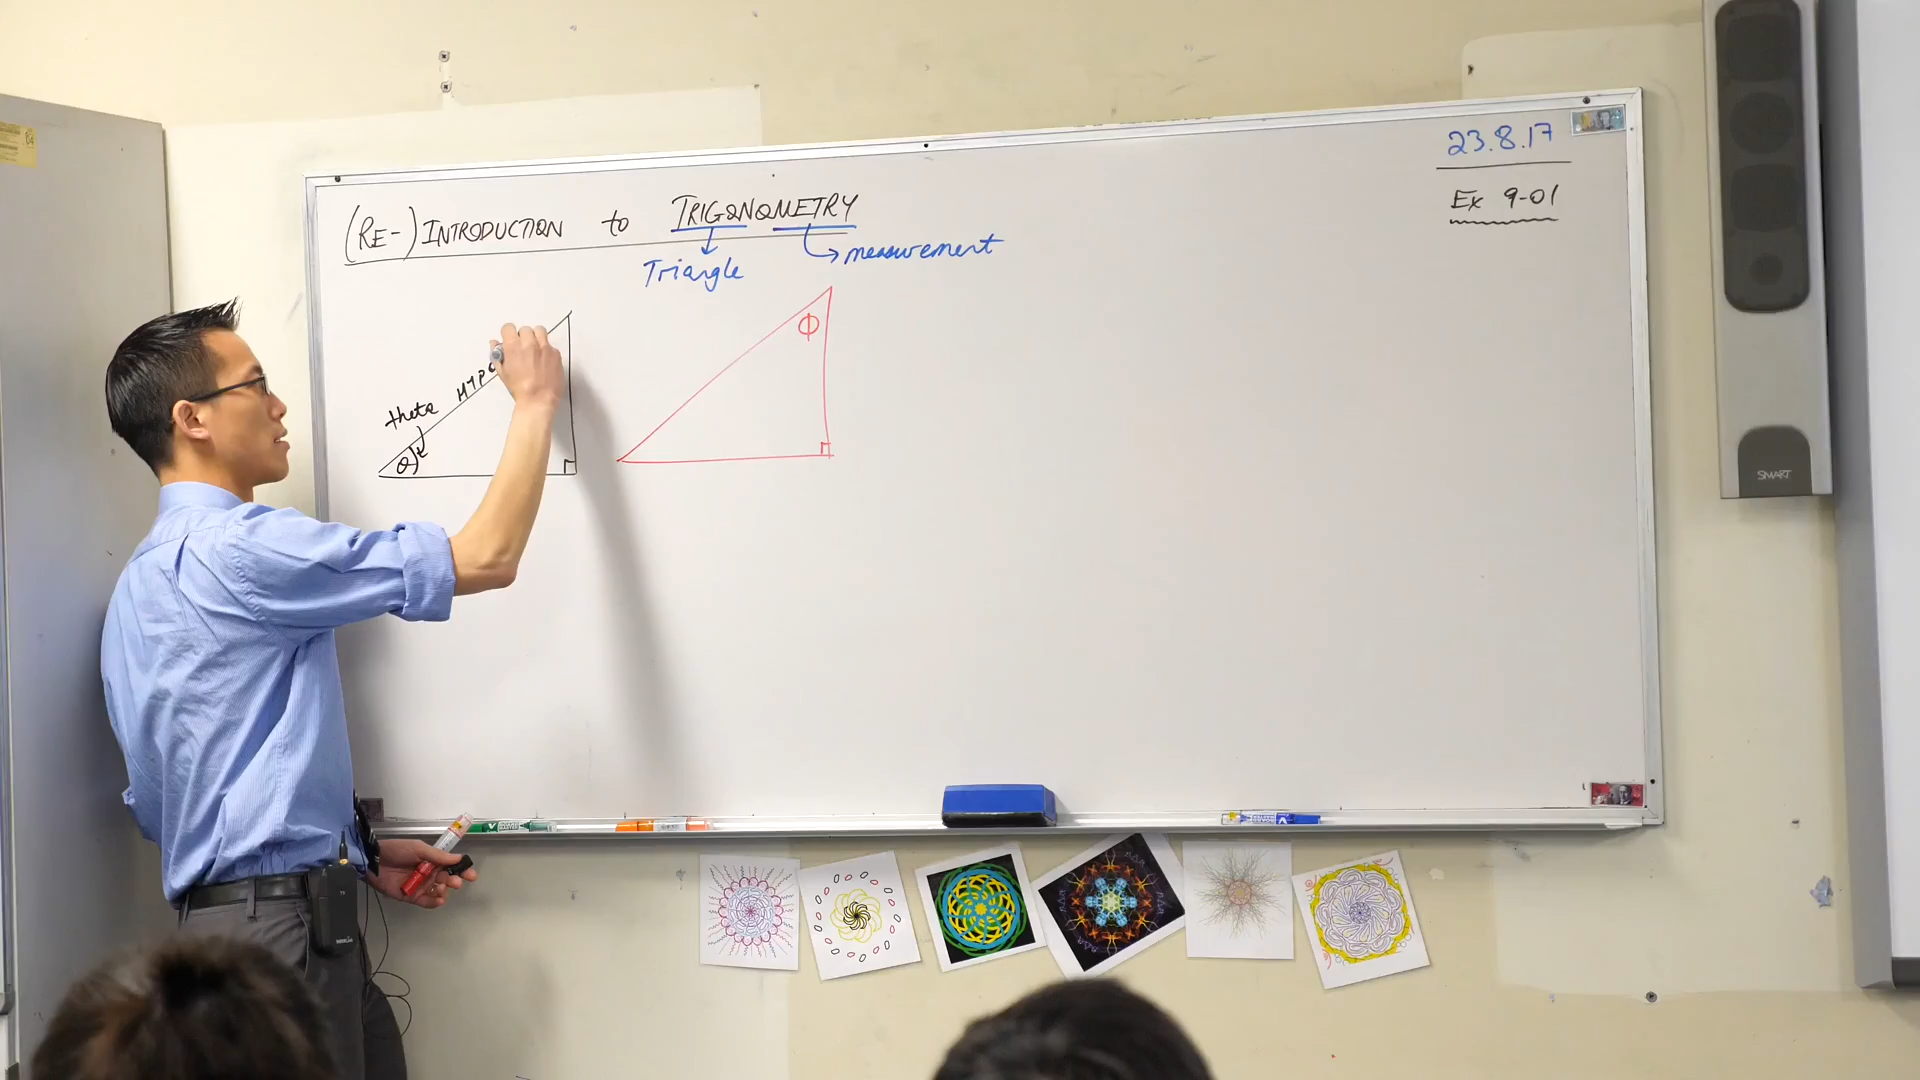 23.8.17
Ex 9-01
(RE-)INTRODUCTION to TRIGONOMETRY
Triangle
measurement
theta
HYPO
θ
Φ
SMART